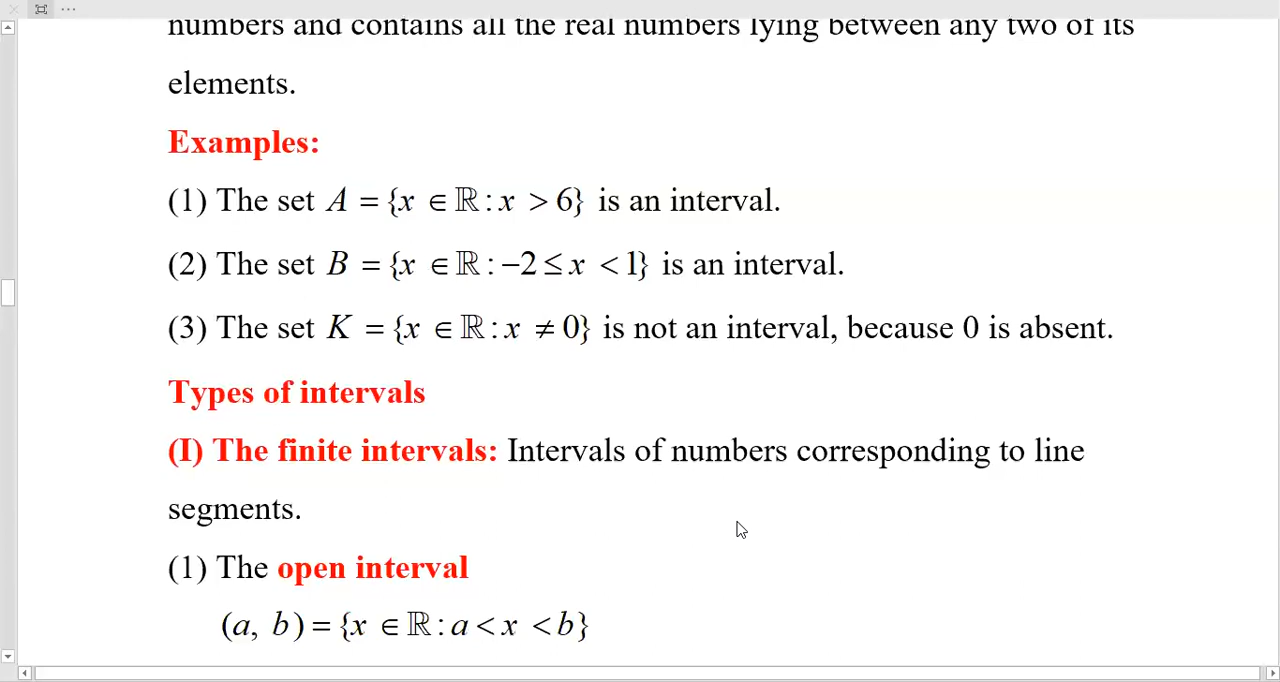 numbers and contains all the real numbers lying between any two of its
elements.
Examples:
(1) The set A = {x ∈ ℝ : x > 6} is an interval.
(2) The set B = {x ∈ ℝ : −2 ≤ x < 1} is an interval.
(3) The set K = {x ∈ ℝ : x ≠ 0} is not an interval, because 0 is absent.
Types of intervals
(I) The finite intervals: Intervals of numbers corresponding to line
segments.
(1) The open interval
(a, b) = {x ∈ ℝ : a < x < b}